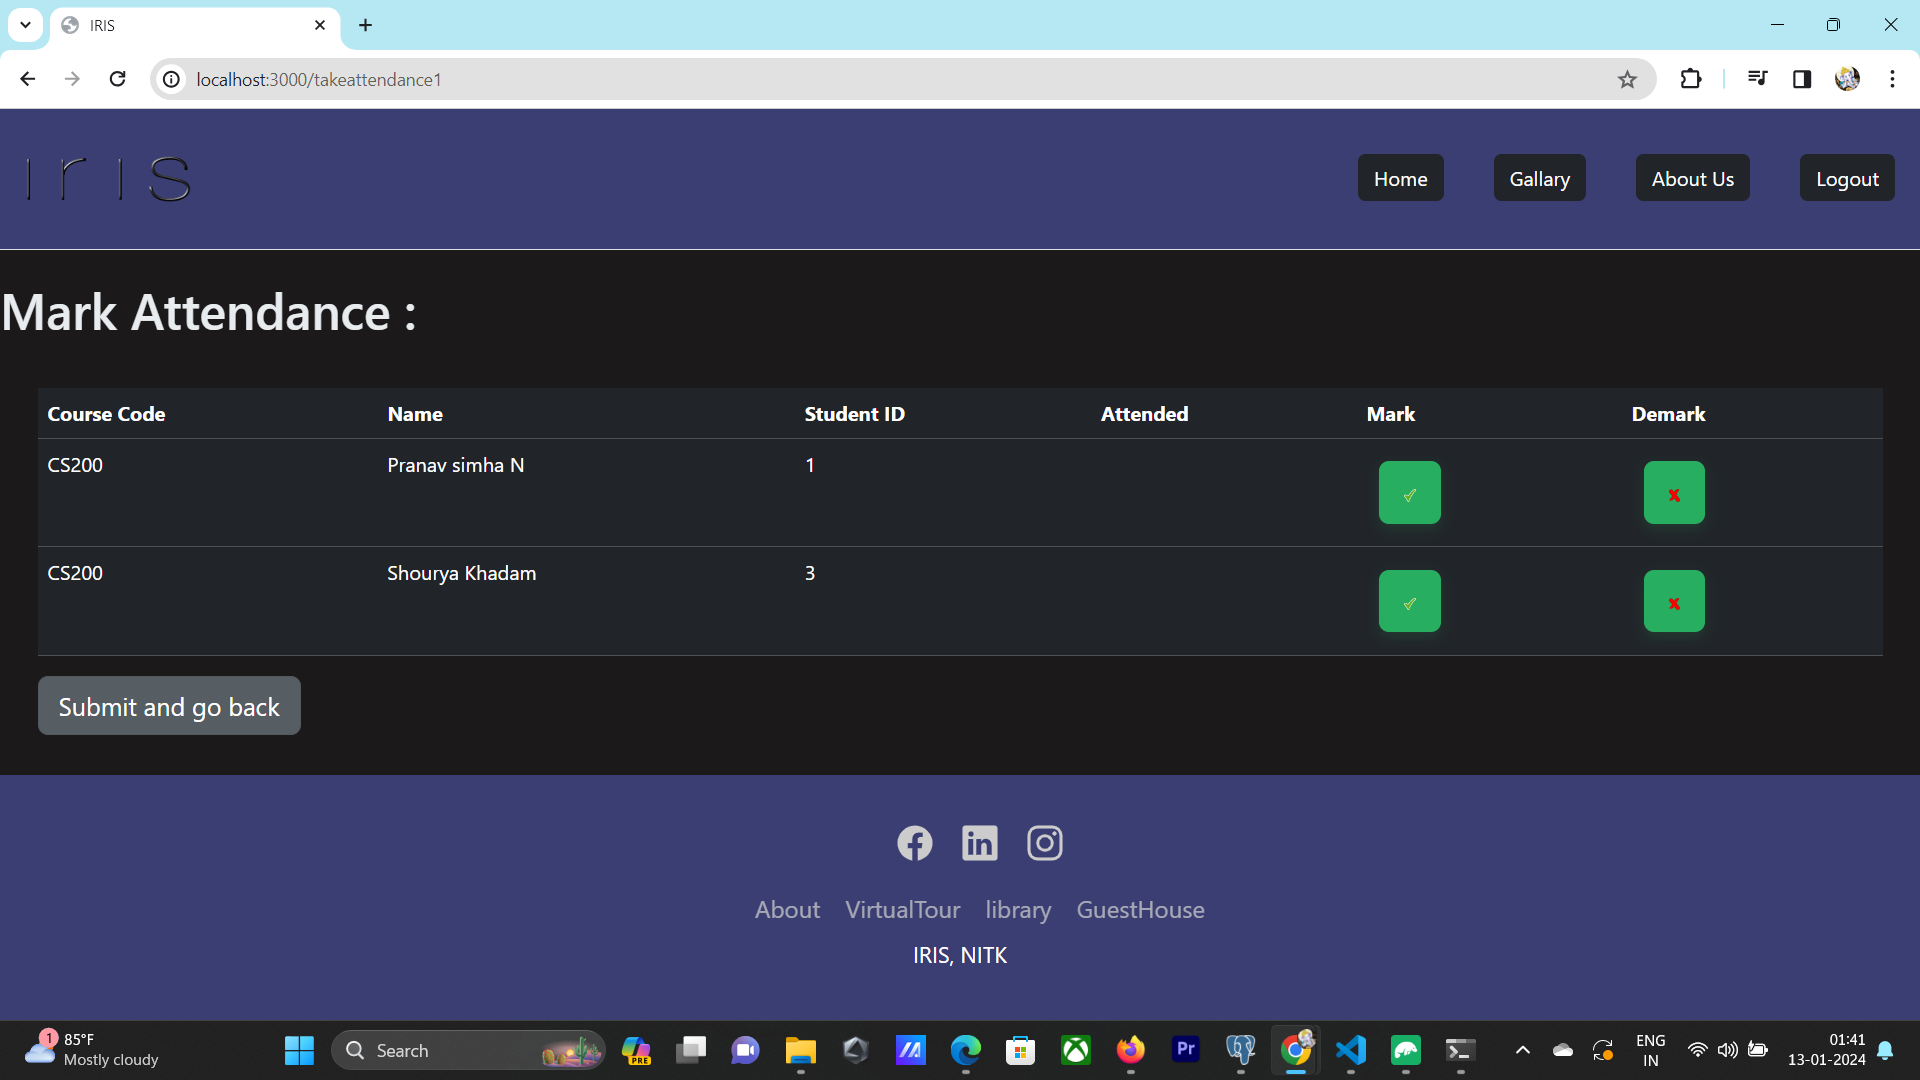 IRIS
localhost:3000/takeattendance1
iris
Home Gallary About Us Logout
Mark Attendance :
Course Code Name Student ID Attended Mark Demark
CS200 Pranav simha N 1 ✓ ✘
CS200 Shourya Khadam 3 ✓ ✘
Submit and go back
About VirtualTour library GuestHouse
IRIS, NITK
1
85°F
Mostly cloudy
Search
PRE
Pr
ENG
IN
01:41
13-01-2024